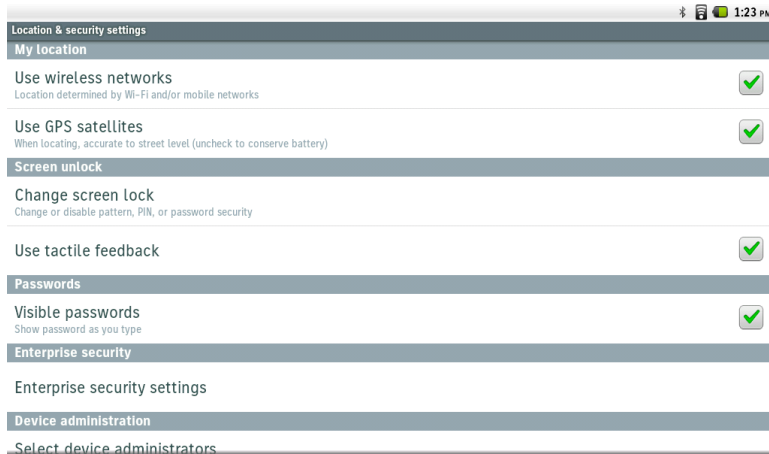 1:23 PM
Location & security settings
My location
Use wireless networks
Location determined by Wi-Fi and/or mobile networks
Use GPS satellites
When locating, accurate to street level (uncheck to conserve battery)
Screen unlock
Change screen lock
Change or disable pattern, PIN, or password security
Use tactile feedback
Passwords
Visible passwords
Show password as you type
Enterprise security
Enterprise security settings
Device administration
Select device administrators